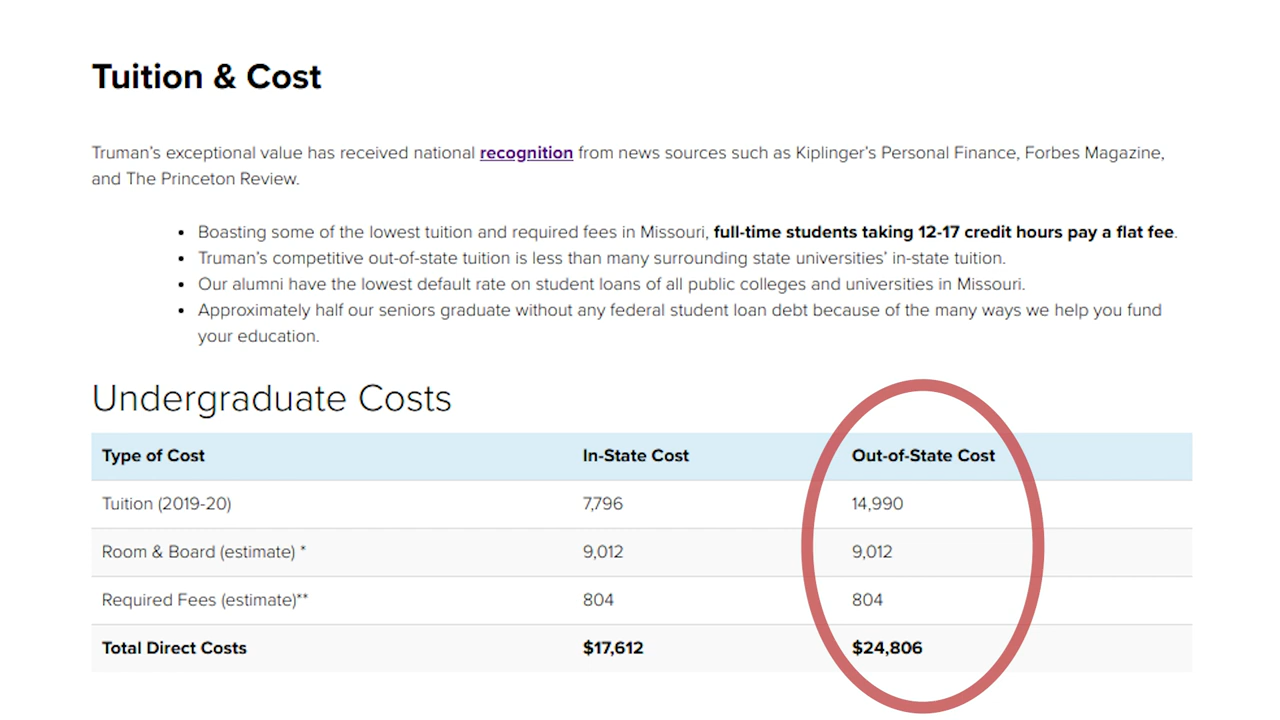 Tuition & Cost
Truman's exceptional value has received national recognition from news sources such as Kiplinger's Personal Finance, Forbes Magazine,
and The Princeton Review.
• Boasting some of the lowest tuition and required fees in Missouri, full-time students taking 12-17 credit hours pay a flat fee.
• Truman's competitive out-of-state tuition is less than many surrounding state universities' in-state tuition.
• Our alumni have the lowest default rate on student loans of all public colleges and universities in Missouri.
• Approximately half our seniors graduate without any federal student loan debt because of the many ways we help you fund
your education.
Undergraduate Costs
Type of Cost In-State Cost Out-of-State Cost
Tuition (2019-20) 7,796 14,990
Room & Board (estimate) * 9,012 9,012
Required Fees (estimate)** 804 804
Total Direct Costs $17,612 $24,806